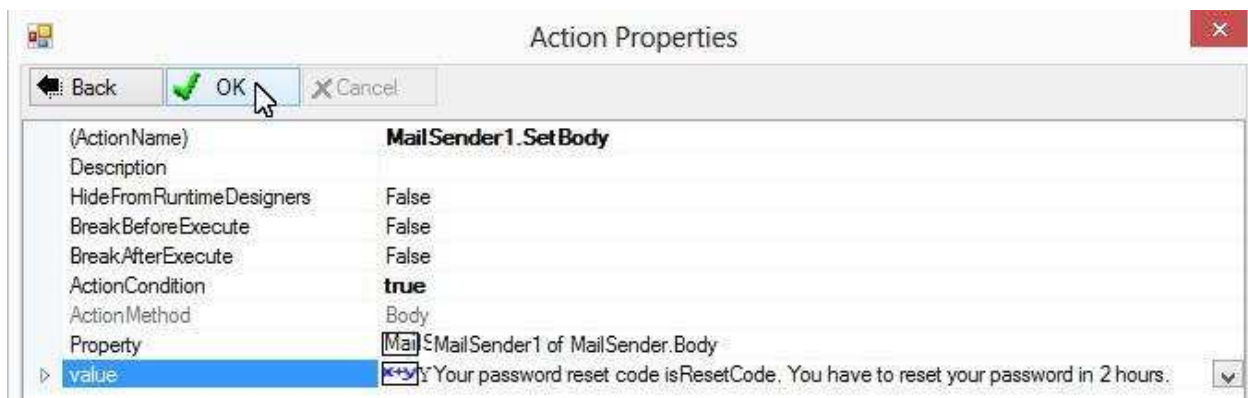 Action Properties
Back OK Cancel
(ActionName) MailSender1.SetBody
Description
HideFromRuntimeDesigners False
BreakBeforeExecute False
BreakAfterExecute False
ActionCondition true
ActionMethod Body
Property MailSMailSender1 of MailSender.Body
value x+yY Your password reset code isResetCode. You have to reset your password in 2 hours.